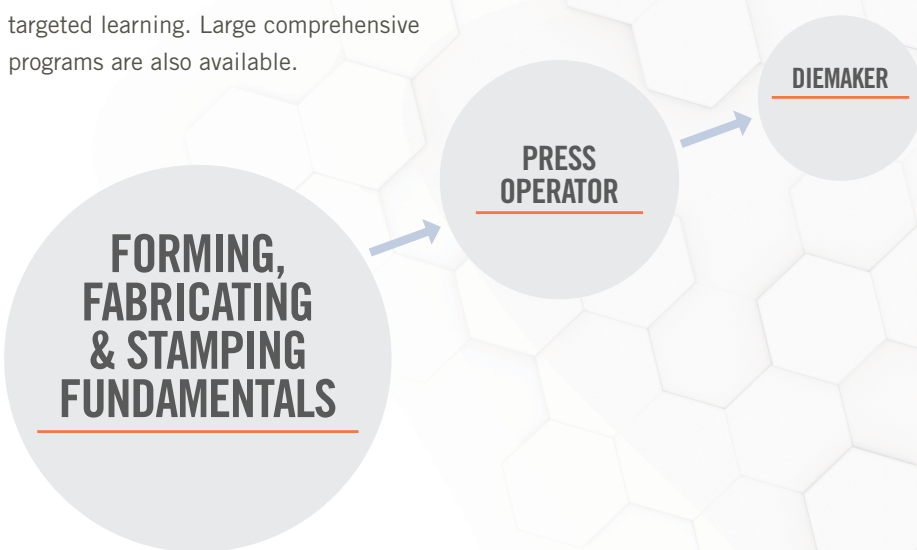 targeted learning. Large comprehensive
programs are also available.
FORMING,
FABRICATING
& STAMPING
FUNDAMENTALS
PRESS
OPERATOR
DIEMAKER